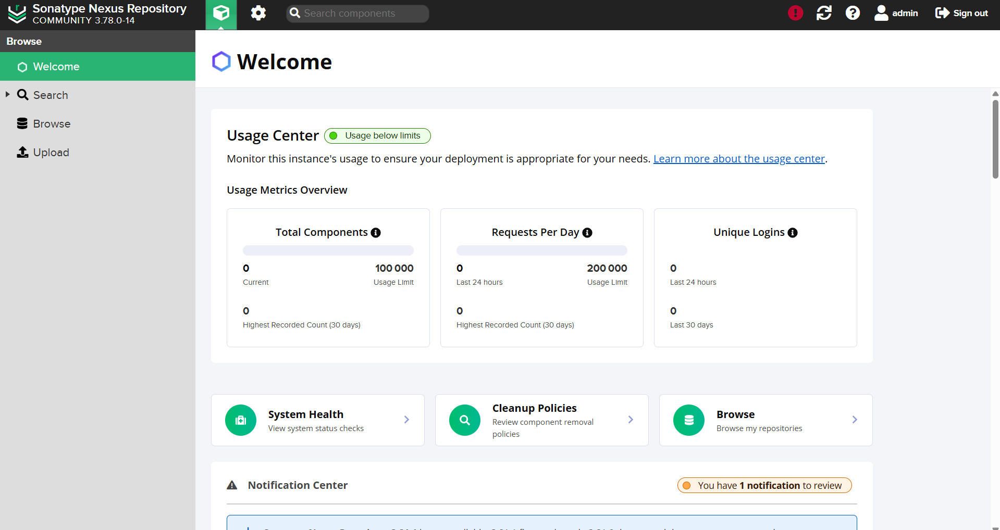 Sonatype Nexus Repository
COMMUNITY 3.78.0-14
Search components
admin
Sign out
Browse
Welcome
Search
Browse
Upload
Welcome
Usage Center
Usage below limits
Monitor this instance's usage to ensure your deployment is appropriate for your needs. Learn more about the usage center.
Usage Metrics Overview
Total Components
0 100 000
Current Usage Limit
0
Highest Recorded Count (30 days)
Requests Per Day
0 200 000
Last 24 hours Usage Limit
0
Highest Recorded Count (30 days)
Unique Logins
0
Last 24 hours
0
Last 30 days
System Health
View system status checks
Cleanup Policies
Review component removal
policies
Browse
Browse my repositories
Notification Center
You have 1 notification to review